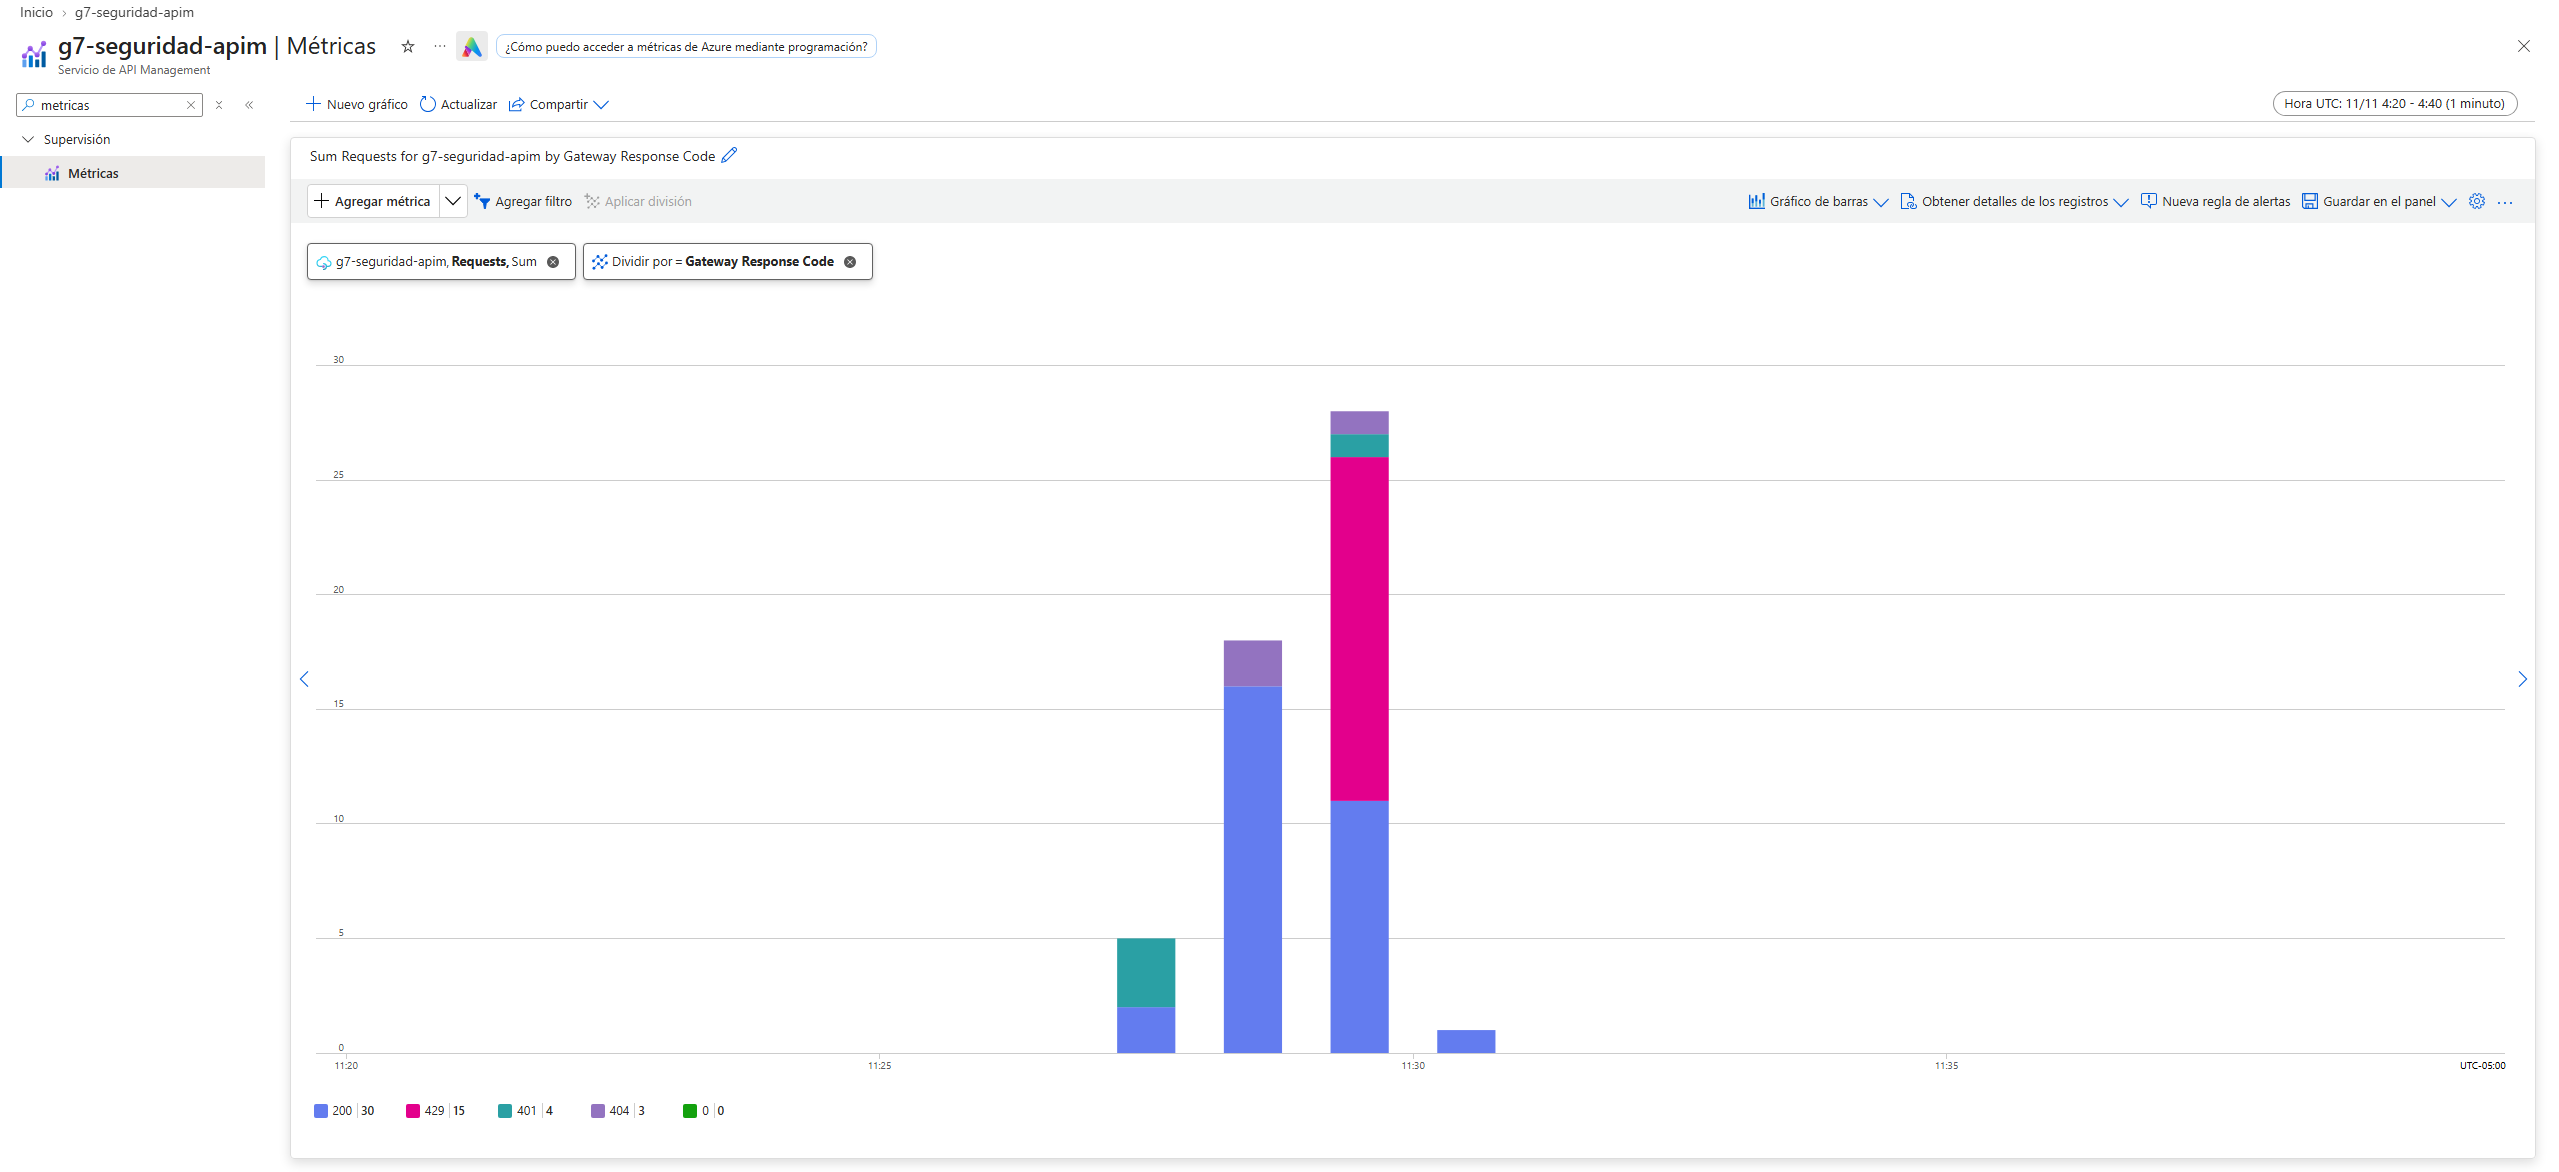 Inicio › g7-seguridad-apim
g7-seguridad-apim | Métricas ¿Cómo puedo acceder a métricas de Azure mediante programación?
Servicio de API Management
metricas
Supervisión
Métricas
Nuevo gráfico Actualizar Compartir Hora UTC: 11/11 4:20 - 4:40 (1 minuto)
Sum Requests for g7-seguridad-apim by Gateway Response Code
Agregar métrica Agregar filtro Aplicar división Gráfico de barras Obtener detalles de los registros Nueva regla de alertas Guardar en el panel
g7-seguridad-apim, Requests, Sum Dividir por = Gateway Response Code
30
25
20
15
10
5
0
11:20 11:25 11:30 11:35 UTC-05:00
200 | 30 429 | 15 401 | 4 404 | 3 0 | 0